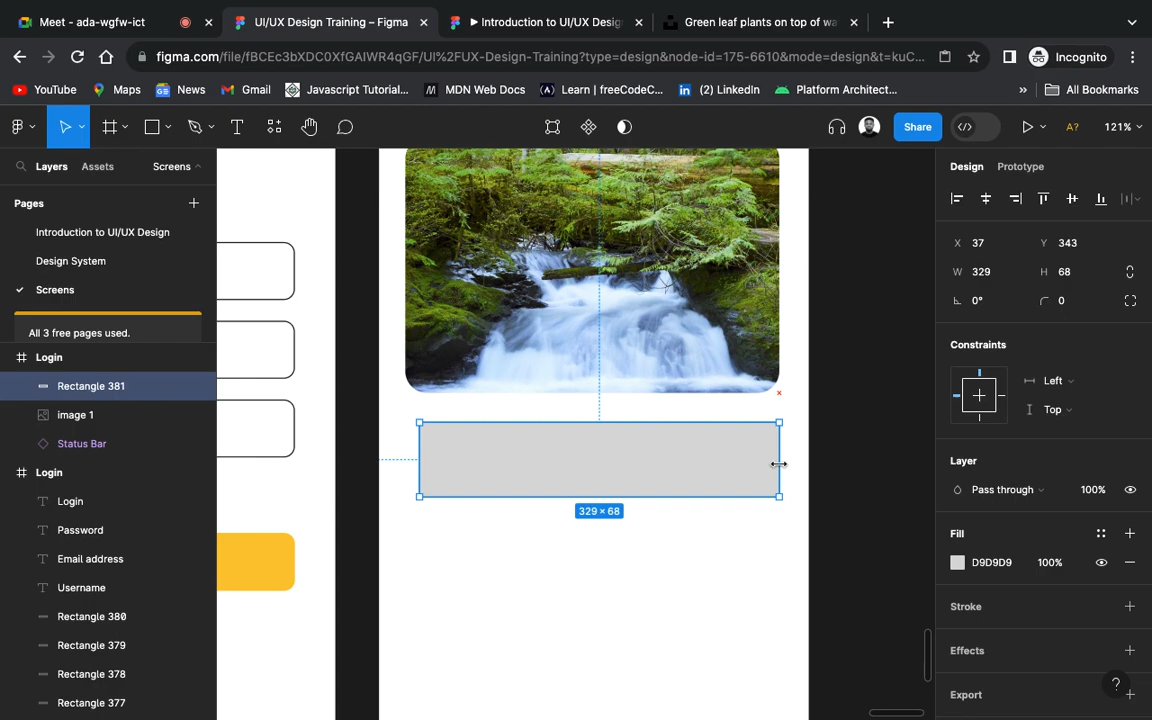 Meet - ada-wgfw-ict
UI/UX Design Training – Figma
Introduction to UI/UX Desig
Green leaf plants on top of wa
figma.com/file/fBCEc3bXDC0XfGAlWR4qGF/UI%2FUX-Design-Training?type=design&node-id=175-6610&mode=design&t=kuC...
Incognito
YouTube
Maps
News
Gmail
Javascript Tutorial...
MDN Web Docs
Learn | freeCodeC...
(2) LinkedIn
Platform Architect...
»
All Bookmarks
Share
A?
121%
Layers
Assets
Screens
Design
Prototype
Pages
Introduction to UI/UX Design
Design System
Screens
All 3 free pages used.
Login
Rectangle 381
image 1
Status Bar
Login
Login
Password
Email address
Username
Rectangle 380
Rectangle 379
Rectangle 378
Rectangle 377
329 × 68
X 37
Y 343
W 329
H 68
0°
0
Constraints
Left
Top
Layer
Pass through
100%
Fill
D9D9D9
100%
Stroke
Effects
Export
?